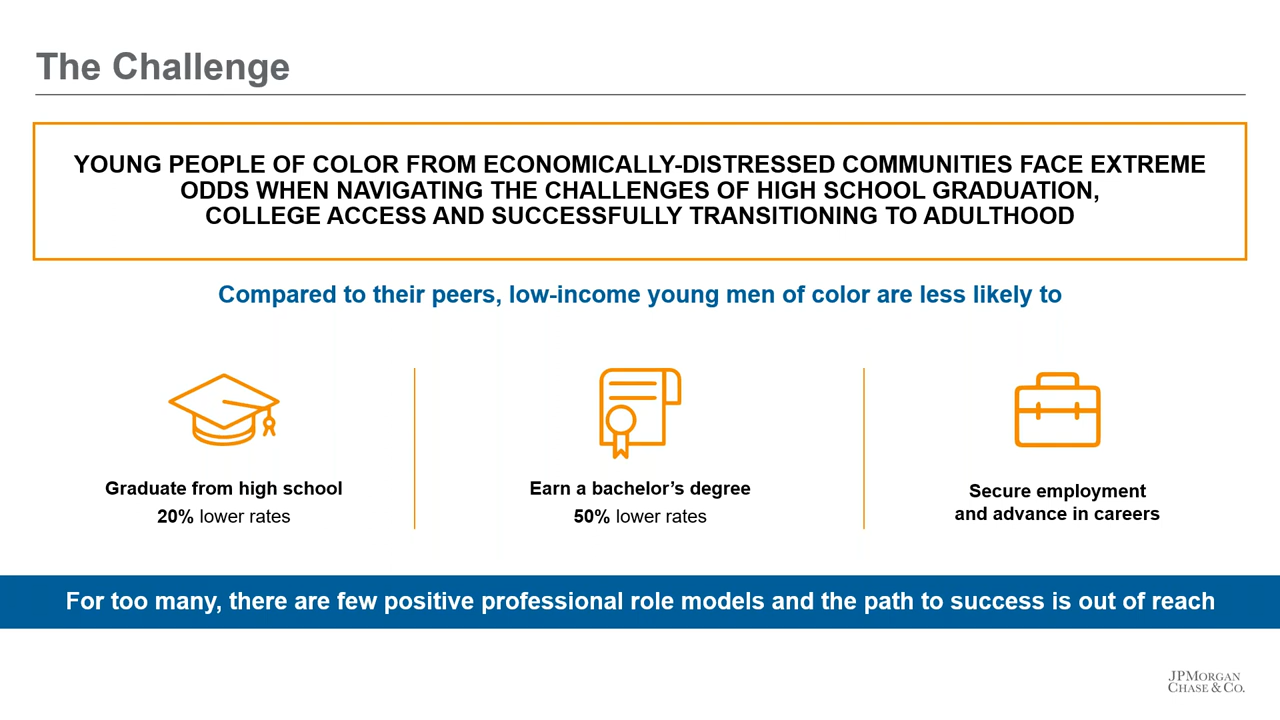 The Challenge
YOUNG PEOPLE OF COLOR FROM ECONOMICALLY-DISTRESSED COMMUNITIES FACE EXTREME
ODDS WHEN NAVIGATING THE CHALLENGES OF HIGH SCHOOL GRADUATION,
COLLEGE ACCESS AND SUCCESSFULLY TRANSITIONING TO ADULTHOOD
Compared to their peers, low-income young men of color are less likely to
Graduate from high school
20% lower rates
Earn a bachelor’s degree
50% lower rates
Secure employment
and advance in careers
For too many, there are few positive professional role models and the path to success is out of reach
JPMORGAN
CHASE & CO.